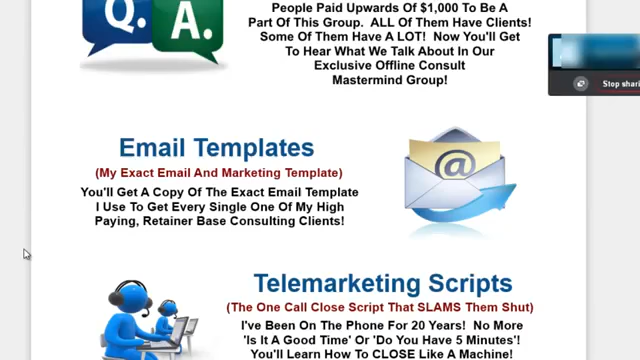 Q.
A.
People Paid Upwards Of $1,000 To Be A
Part Of This Group. ALL Of Them Have Clients!
Some Of Them Have A LOT! Now You'll Get
To Hear What We Talk About In Our
Exclusive Offline Consult
Mastermind Group!
Stop shari
Email Templates
(My Exact Email And Marketing Template)
You'll Get A Copy Of The Exact Email Template
I Use To Get Every Single One Of My High
Paying, Retainer Base Consulting Clients!
@
Telemarketing Scripts
(The One Call Close Script That SLAMS Them Shut)
I've Been On The Phone For 20 Years! No More
'Is It A Good Time' Or 'Do You Have 5 Minutes'!
You'll Learn How To CLOSE Like A Machine!